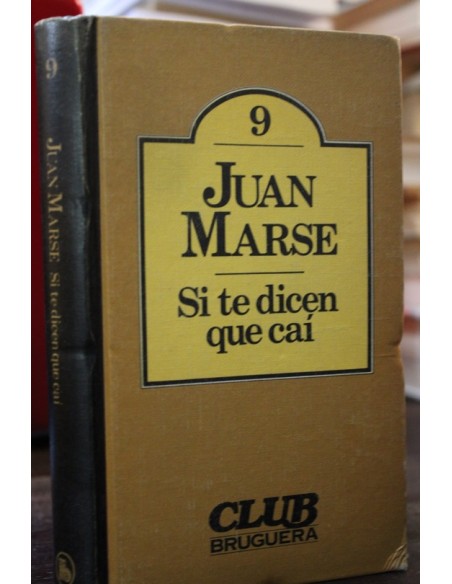 9
JUAN MARSE Si te dicen que caí
9
JUAN
MARSE
Si te dicen
que caí
CLUB
BRUGUERA